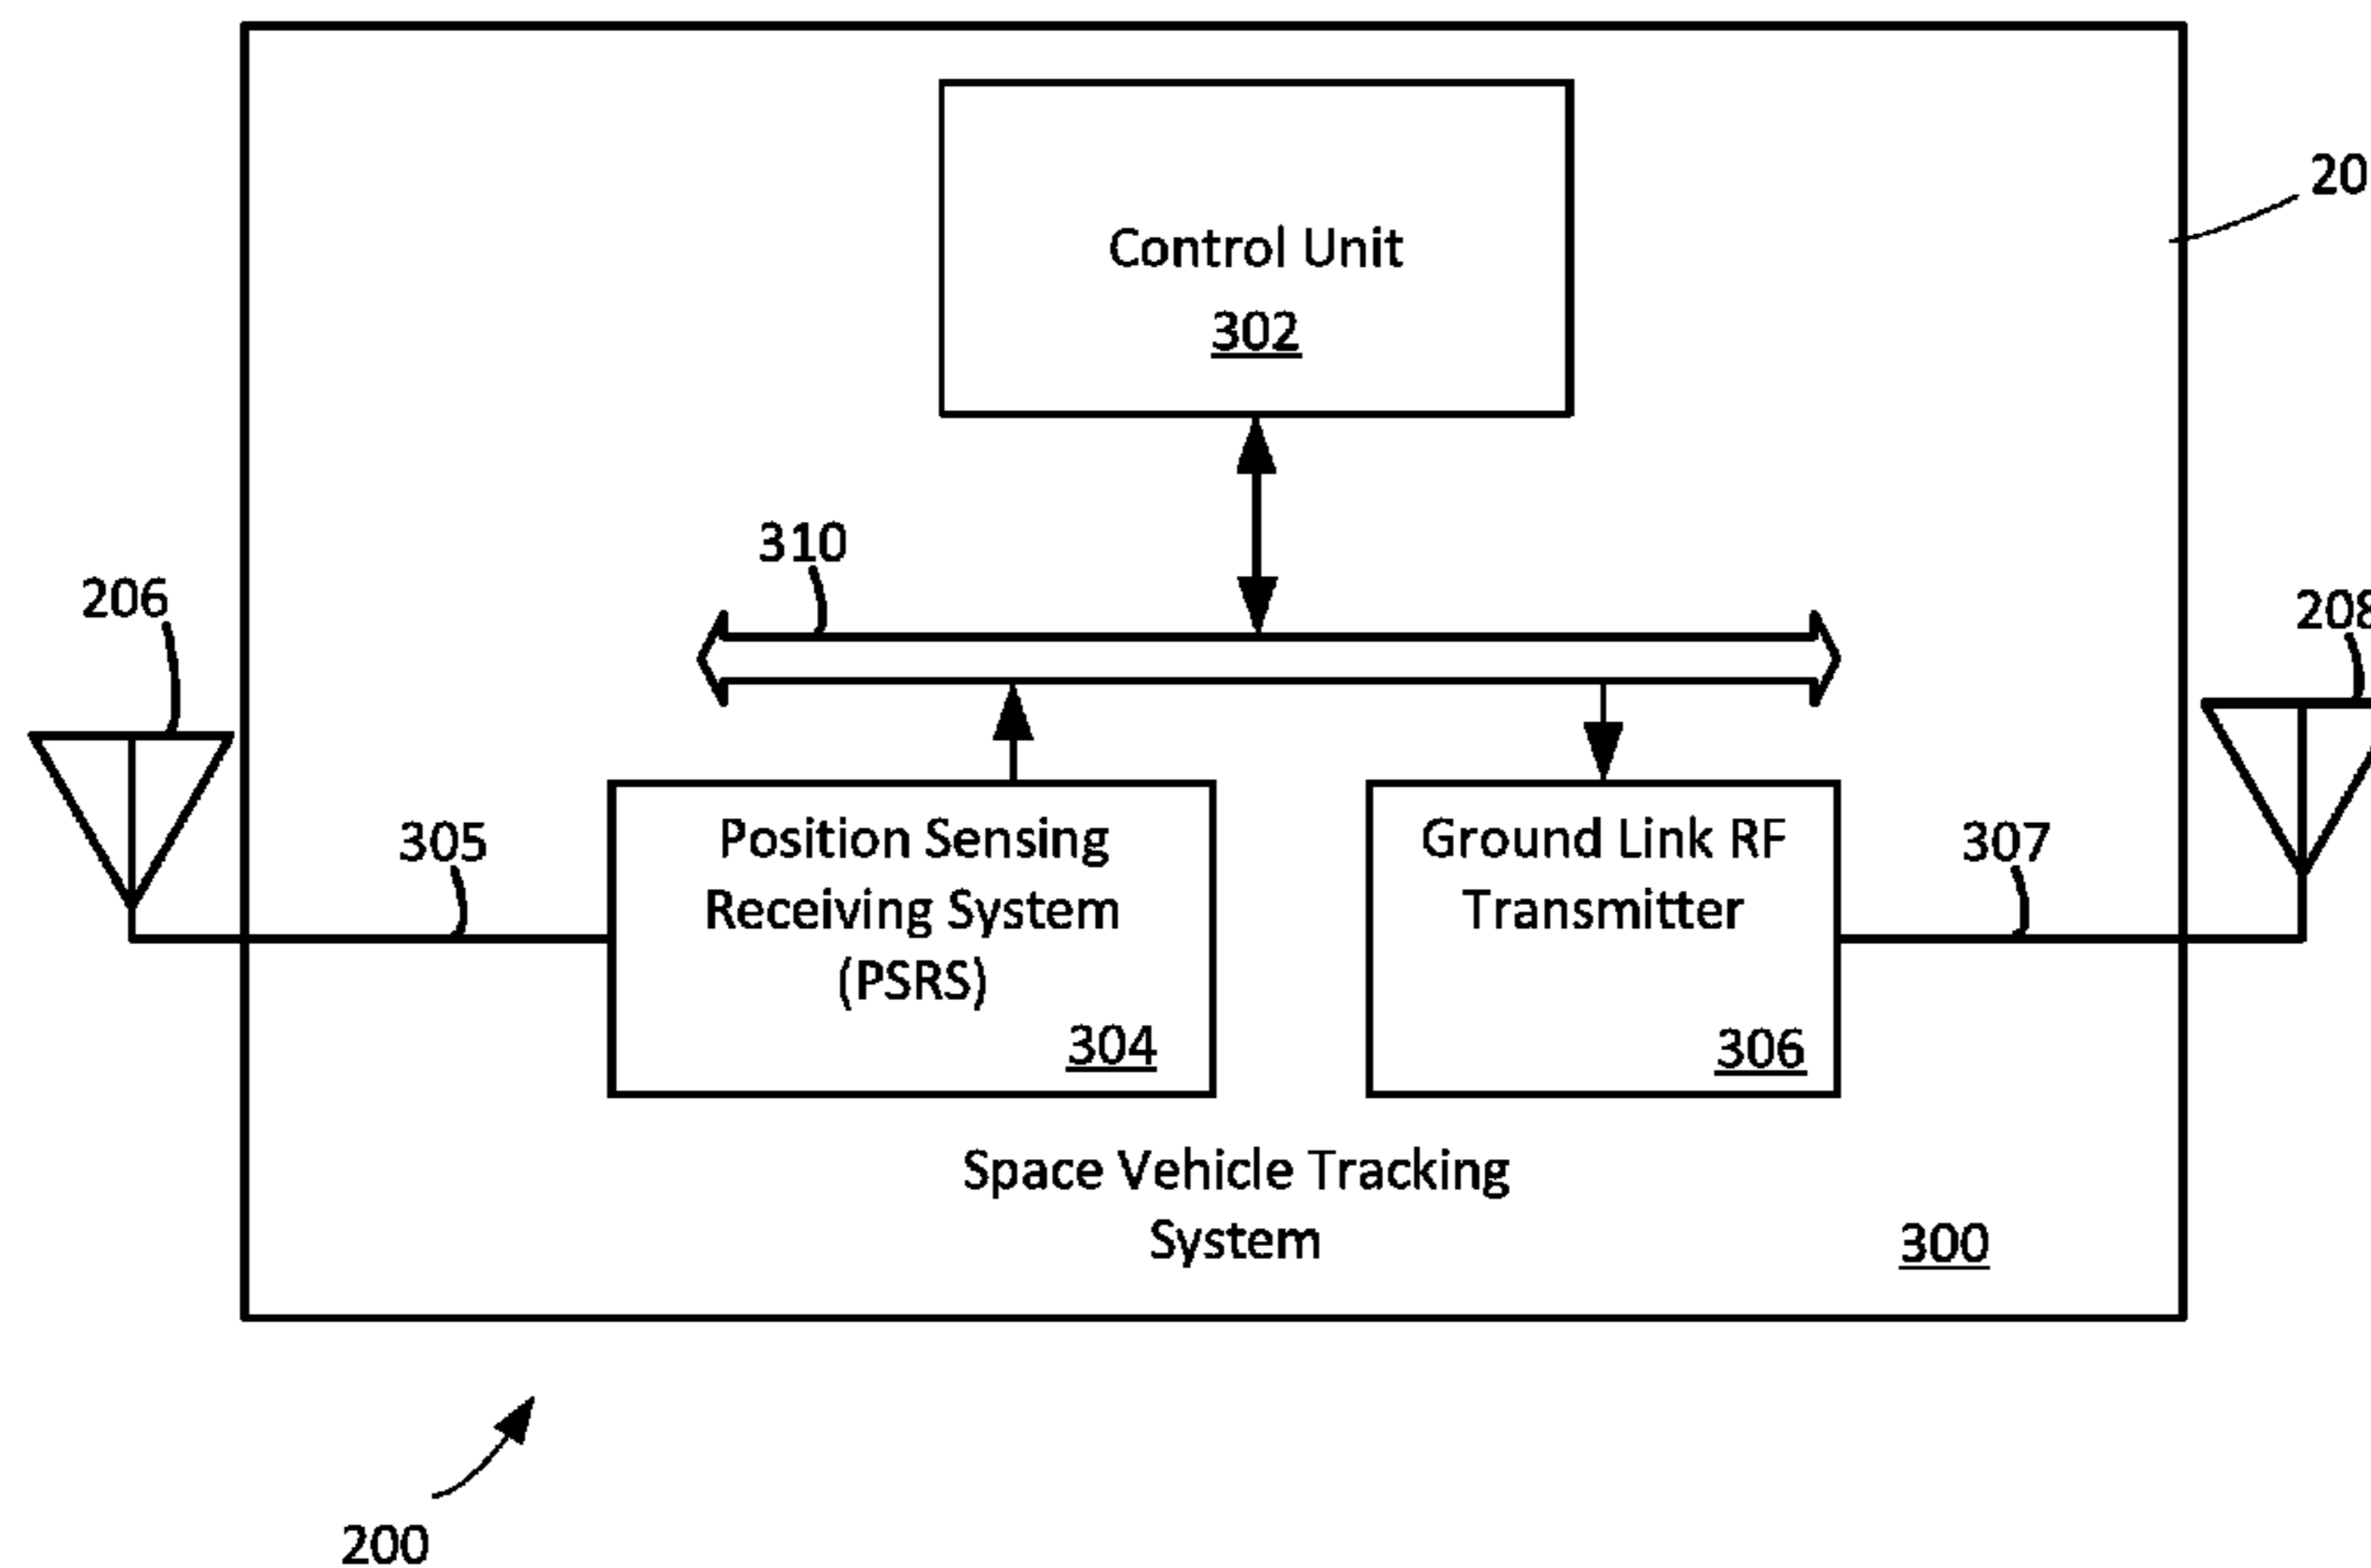 20
Control Unit
302
310
206
208
305
Position Sensing
Receiving System
(PSRS)
304
Ground Link RF
Transmitter
306
307
Space Vehicle Tracking
System
300
200